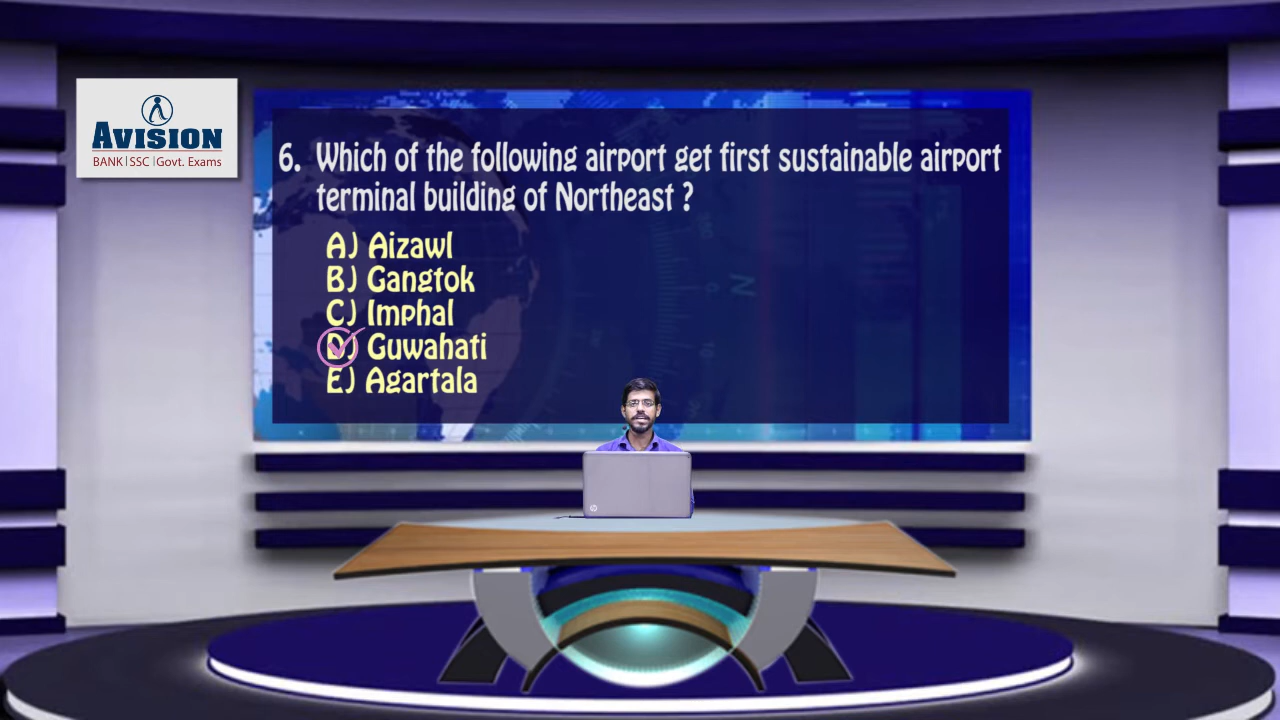 AVISION
BANK|SSC|Govt. Exams
6. Which of the following airport get first sustainable airport
terminal building of Northeast ?
A) Aizawl
B) Gangtok
C) Imphal
D) Guwahati
E) Agartala
N
hp